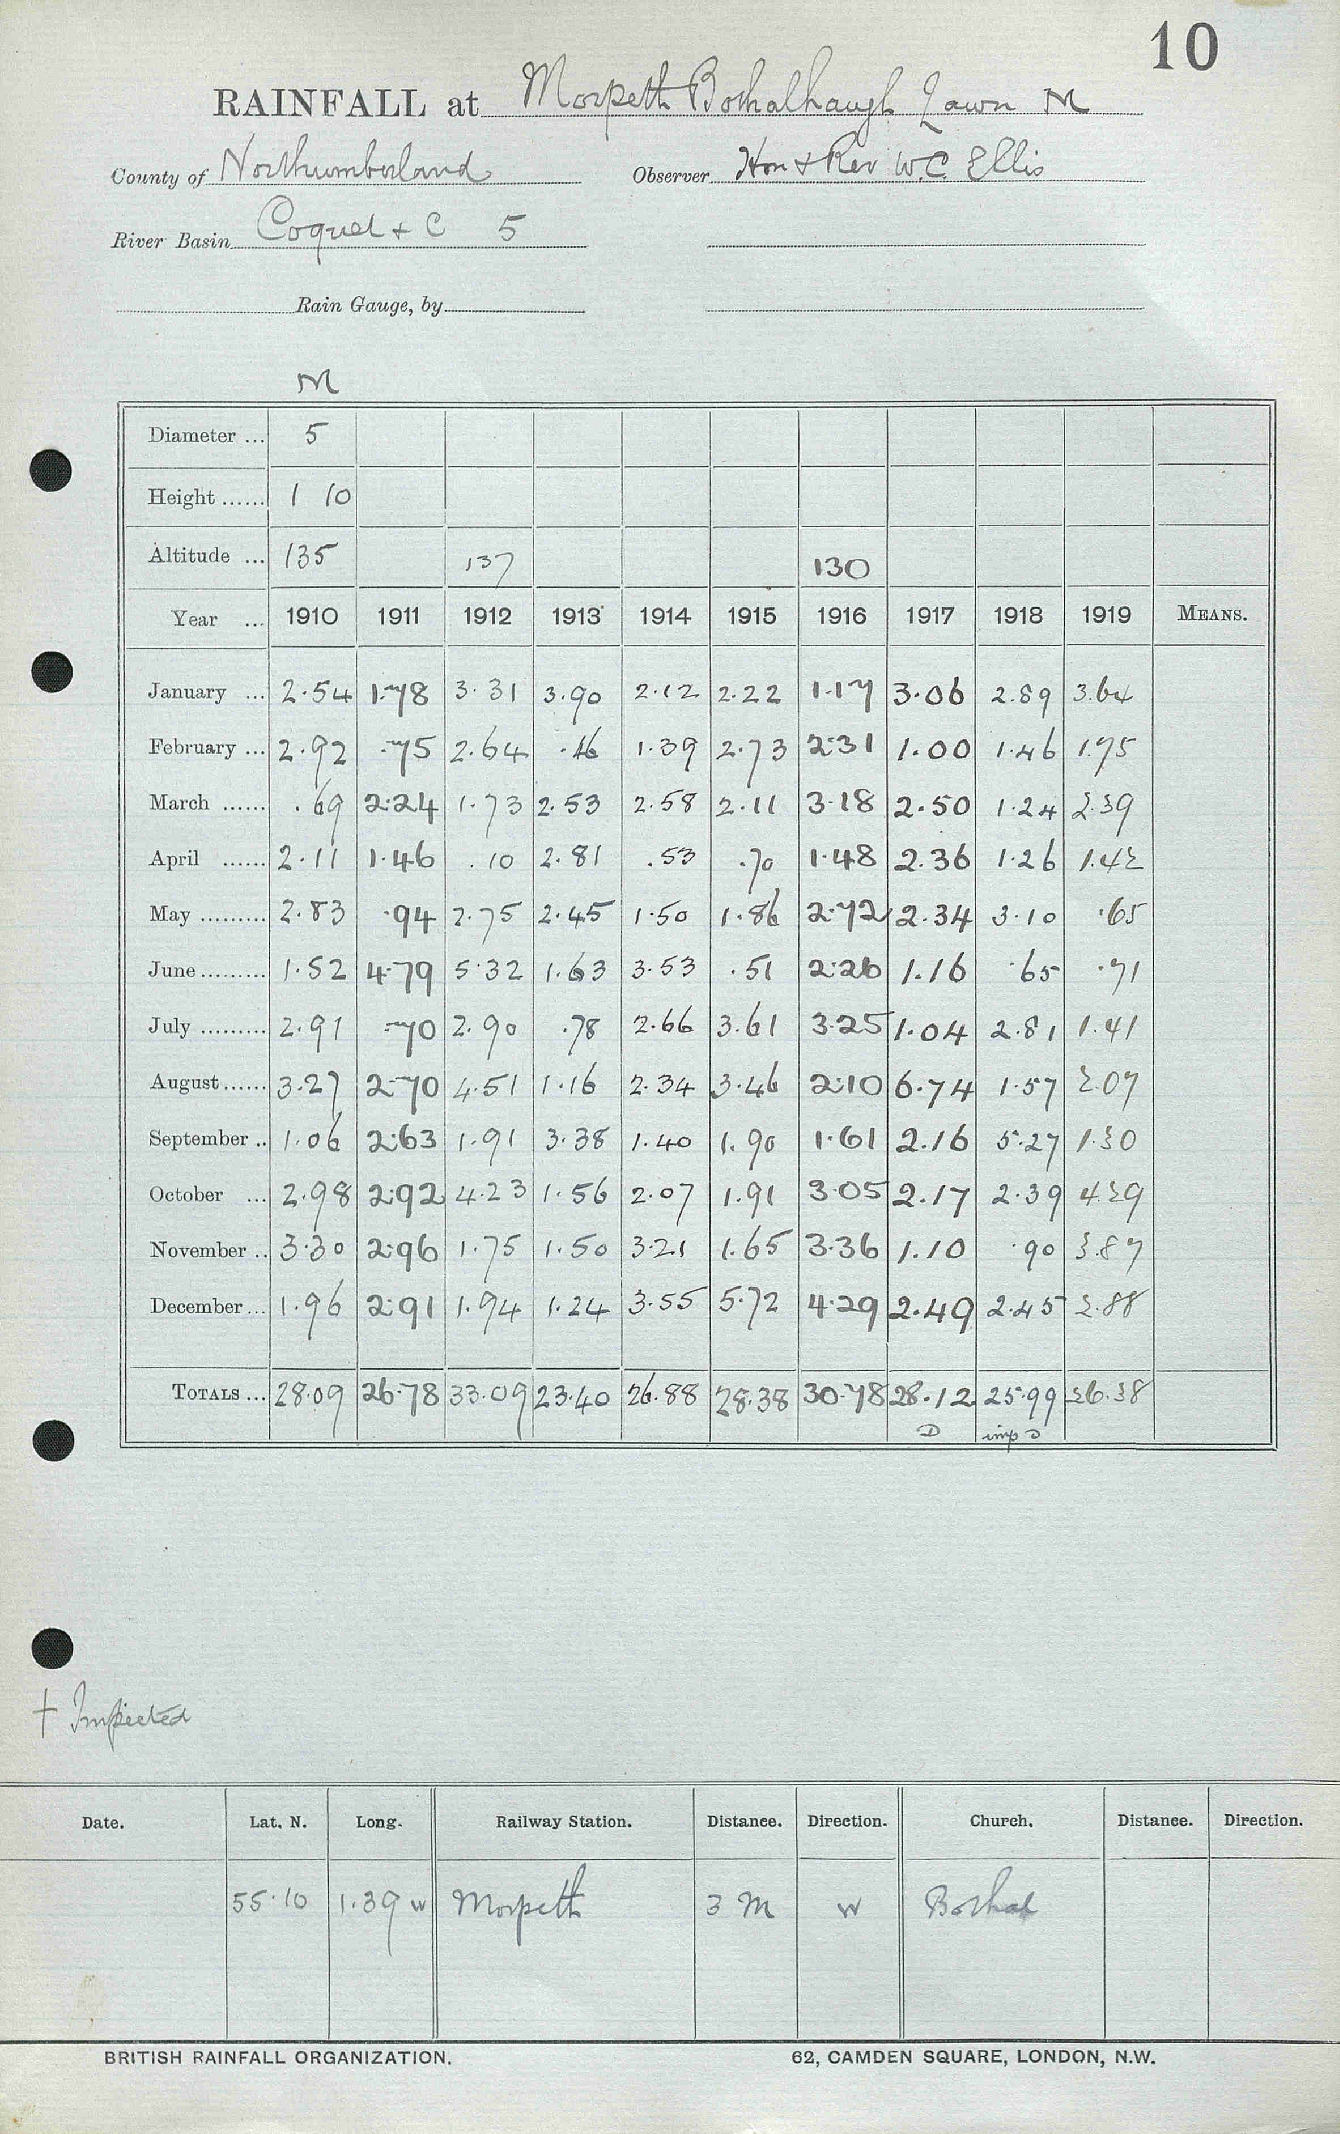 10
RAINFALL at Morpeth Bothalhaugh Lawn M
County of Northumberland Observer Hon & Rev W.C. Ellis
River Basin Coquet & C 5
Rain Gauge, by
M
Diameter ... 5
Height ...... 1 10
Altitude ... 135 137 130
Year ... 1910 1911 1912 1913 1914 1915 1916 1917 1918 1919 MEANS.
January ... 2.54 1.78 3.31 3.90 2.12 2.22 1.17 3.06 2.89 3.64
February ... 2.92 .75 2.64 .46 1.39 2.73 2.31 1.00 1.46 1.75
March ...... .69 2.24 1.73 2.53 2.58 2.11 3.18 2.50 1.24 2.39
April ...... 2.11 1.46 .10 2.81 .53 .70 1.48 2.36 1.26 1.42
May ......... 2.83 .94 2.75 2.45 1.50 1.86 2.72 2.34 3.10 .65
June ......... 1.52 4.79 5.32 1.63 3.53 .51 2.26 1.16 .65 .71
July ......... 2.91 .70 2.90 .78 2.66 3.61 3.25 1.04 2.81 1.41
August ...... 3.27 2.70 4.51 1.16 2.34 3.46 2.10 6.74 1.57 2.07
September .. 1.06 2.63 1.91 3.38 1.40 1.90 1.61 2.16 5.27 1.30
October ... 2.98 2.92 4.23 1.56 2.07 1.91 3.05 2.17 2.39 4.29
November .. 3.30 2.96 1.75 1.50 3.21 1.65 3.36 1.10 .90 3.87
December ... 1.96 2.91 1.94 1.24 3.55 5.72 4.29 2.49 2.45 2.88
TOTALS ... 28.09 26.78 33.09 23.40 26.88 28.38 30.78 28.12 25.99 26.38
D imp D
† Inspected
Date. Lat. N. Long. Railway Station. Distance. Direction. Church. Distance. Direction.
55.10 1.39 W Morpeth 3 M W Bothal
BRITISH RAINFALL ORGANIZATION. 62, CAMDEN SQUARE, LONDON, N.W.